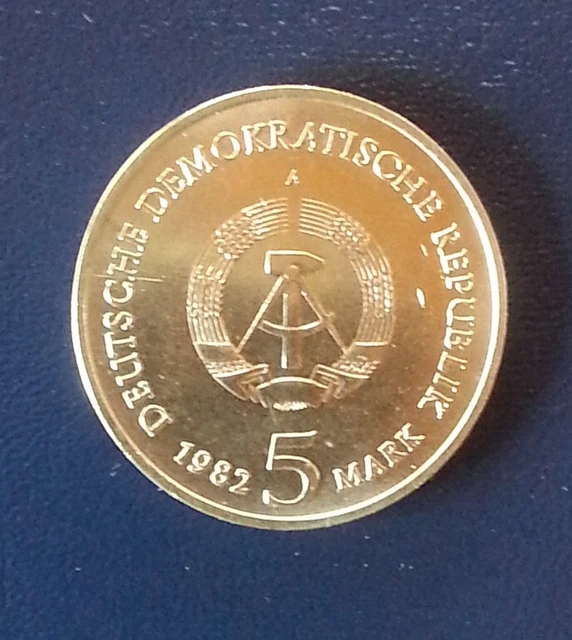 DEUTSCHE DEMOKRATISCHE REPUBLIK
A
1982 5 MARK